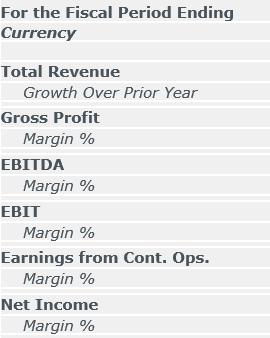 For the Fiscal Period Ending
Currency
Total Revenue
Growth Over Prior Year
Gross Profit
Margin %
EBITDA
Margin %
EBIT
Margin %
Earnings from Cont. Ops.
Margin %
Net Income
Margin %